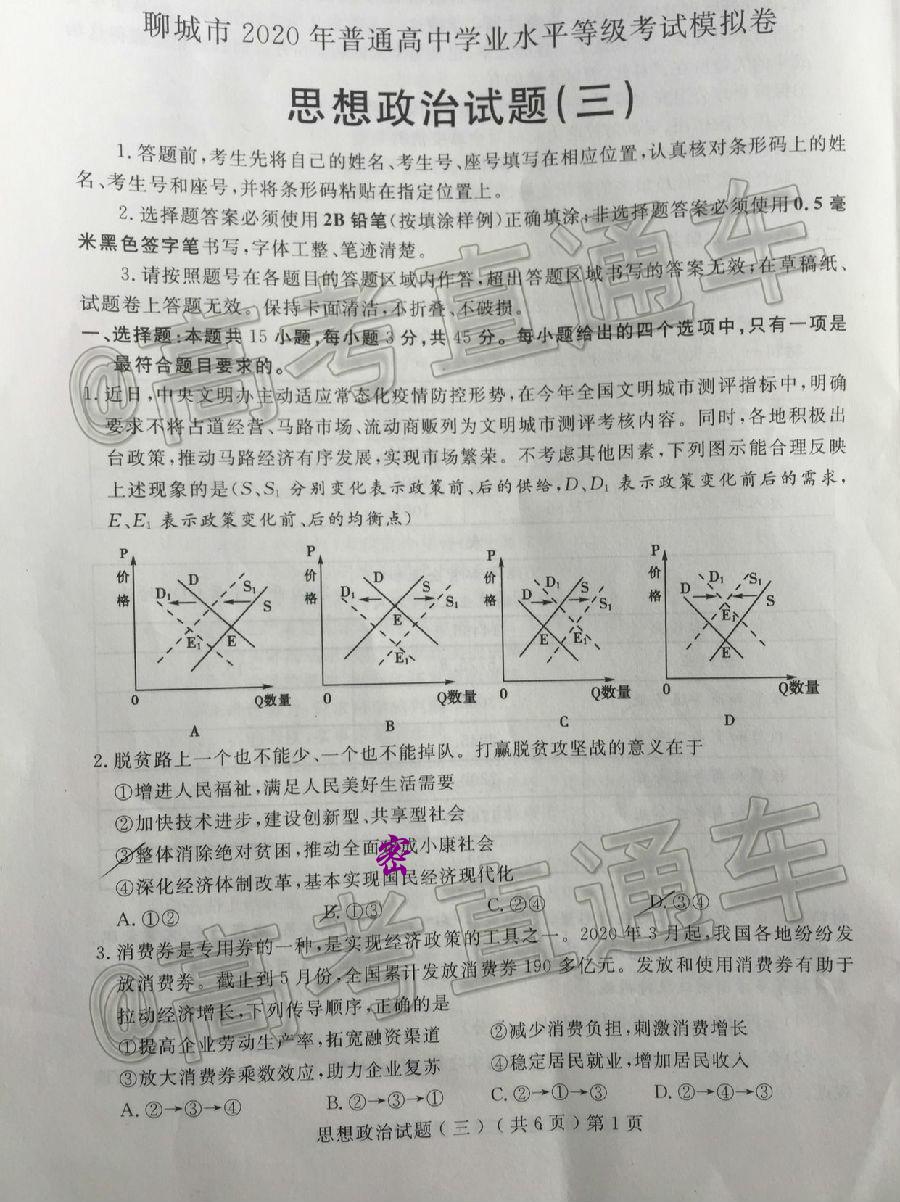 聊城市2020年普通高中学业水平等级考试模拟卷
思想政治试题(三)
1.答题前,考生先将自己的姓名、考生号、座号填写在相应位置,认真核对条形码上的姓
名、考生号和座号,并将条形码粘贴在指定位置上。
2.选择题答案必须使用2B铅笔(按填涂样例)正确填涂;非选择题答案必须使用0.5毫
米黑色签字笔书写,字体工整、笔迹清楚。
3.请按照题号在各题目的答题区域内作答,超出答题区域书写的答案无效;在草稿纸、
试题卷上答题无效。保持卡面清洁,不折叠、不破损。
一、选择题:本题共15小题,每小题3分,共45分。每小题给出的四个选项中,只有一项是
最符合题目要求的。
1.近日,中央文明办主动适应常态化疫情防控形势,在今年全国文明城市测评指标中,明确
要求不将占道经营、马路市场、流动商贩列为文明城市测评考核内容。同时,各地积极出
台政策,推动马路经济有序发展,实现市场繁荣。不考虑其他因素,下列图示能合理反映
上述现象的是(S、S₁分别变化表示政策前、后的供给,D、D₁表示政策变化前后的需求,
E、E₁表示政策变化前、后的均衡点)
P 价格 D₁ D S₁ S E₁ E 0 Q数量
P 价格 D₁ D S S₁ E E₁ 0 Q数量
P 价格 D D₁ S S₁ E E₁ 0 Q数量
P 价格 D D₁ S₁ S E₁ E 0 Q数量
A B C D
2.脱贫路上一个也不能少、一个也不能掉队。打赢脱贫攻坚战的意义在于
①增进人民福祉,满足人民美好生活需要
②加快技术进步,建设创新型、共享型社会
③整体消除绝对贫困,推动全面密成小康社会
④深化经济体制改革,基本实现国民经济现代化
A.①② B.①③ C.②④ D.③④
3.消费券是专用券的一种,是实现经济政策的工具之一。2020年3月起,我国各地纷纷发
放消费券。截止到5月份,全国累计发放消费券190多亿元。发放和使用消费券有助于
拉动经济增长,下列传导顺序,正确的是
①提高企业劳动生产率,拓宽融资渠道 ②减少消费负担,刺激消费增长
③放大消费券乘数效应,助力企业复苏 ④稳定居民就业,增加居民收入
A.②→③→④ B.②→③→① C.②→①→③ D.②→④→③
思想政治试题(三)(共6页)第1页
@高考直通车
@高考直通车